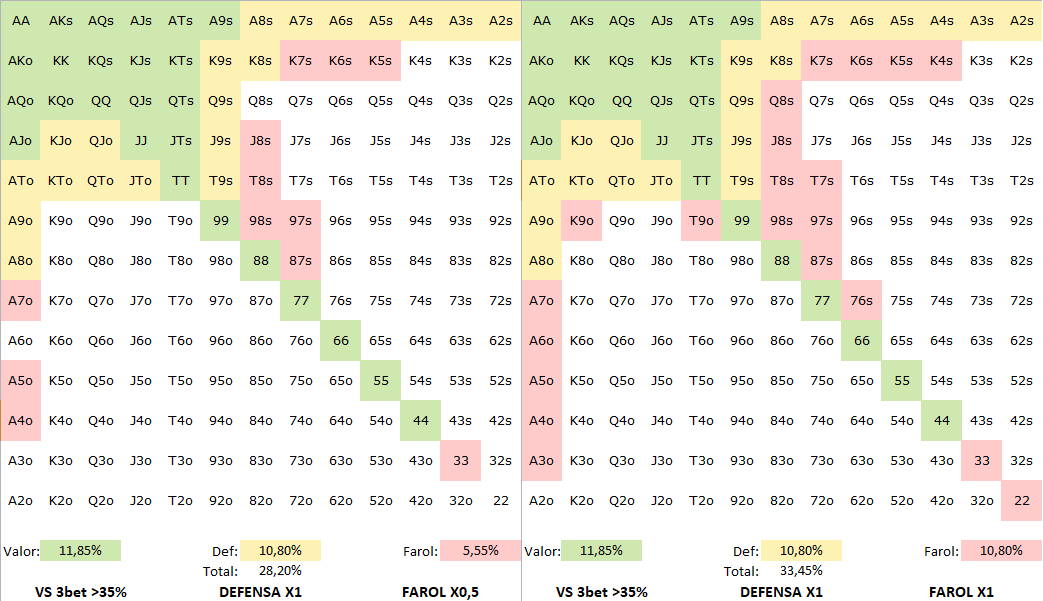 AA AKs AQs AJs ATs A9s A8s A7s A6s A5s A4s A3s A2s AA AKs AQs AJs ATs A9s A8s A7s A6s A5s A4s A3s A2s
AKo KK KQs KJs KTs K9s K8s K7s K6s K5s K4s K3s K2s AKo KK KQs KJs KTs K9s K8s K7s K6s K5s K4s K3s K2s
AQo KQo QQ QJs QTs Q9s Q8s Q7s Q6s Q5s Q4s Q3s Q2s AQo KQo QQ QJs QTs Q9s Q8s Q7s Q6s Q5s Q4s Q3s Q2s
AJo KJo QJo JJ JTs J9s J8s J7s J6s J5s J4s J3s J2s AJo KJo QJo JJ JTs J9s J8s J7s J6s J5s J4s J3s J2s
ATo KTo QTo JTo TT T9s T8s T7s T6s T5s T4s T3s T2s ATo KTo QTo JTo TT T9s T8s T7s T6s T5s T4s T3s T2s
A9o K9o Q9o J9o T9o 99 98s 97s 96s 95s 94s 93s 92s A9o K9o Q9o J9o T9o 99 98s 97s 96s 95s 94s 93s 92s
A8o K8o Q8o J8o T8o 98o 88 87s 86s 85s 84s 83s 82s A8o K8o Q8o J8o T8o 98o 88 87s 86s 85s 84s 83s 82s
A7o K7o Q7o J7o T7o 97o 87o 77 76s 75s 74s 73s 72s A7o K7o Q7o J7o T7o 97o 87o 77 76s 75s 74s 73s 72s
A6o K6o Q6o J6o T6o 96o 86o 76o 66 65s 64s 63s 62s A6o K6o Q6o J6o T6o 96o 86o 76o 66 65s 64s 63s 62s
A5o K5o Q5o J5o T5o 95o 85o 75o 65o 55 54s 53s 52s A5o K5o Q5o J5o T5o 95o 85o 75o 65o 55 54s 53s 52s
A4o K4o Q4o J4o T4o 94o 84o 74o 64o 54o 44 43s 42s A4o K4o Q4o J4o T4o 94o 84o 74o 64o 54o 44 43s 42s
A3o K3o Q3o J3o T3o 93o 83o 73o 63o 53o 43o 33 32s A3o K3o Q3o J3o T3o 93o 83o 73o 63o 53o 43o 33 32s
A2o K2o Q2o J2o T2o 92o 82o 72o 62o 52o 42o 32o 22 A2o K2o Q2o J2o T2o 92o 82o 72o 62o 52o 42o 32o 22
Valor: 11,85% Def: 10,80% Farol: 5,55% Valor: 11,85% Def: 10,80% Farol: 10,80%
Total: 28,20% Total: 33,45%
VS 3bet >35% DEFENSA X1 FAROL X0,5 VS 3bet >35% DEFENSA X1 FAROL X1